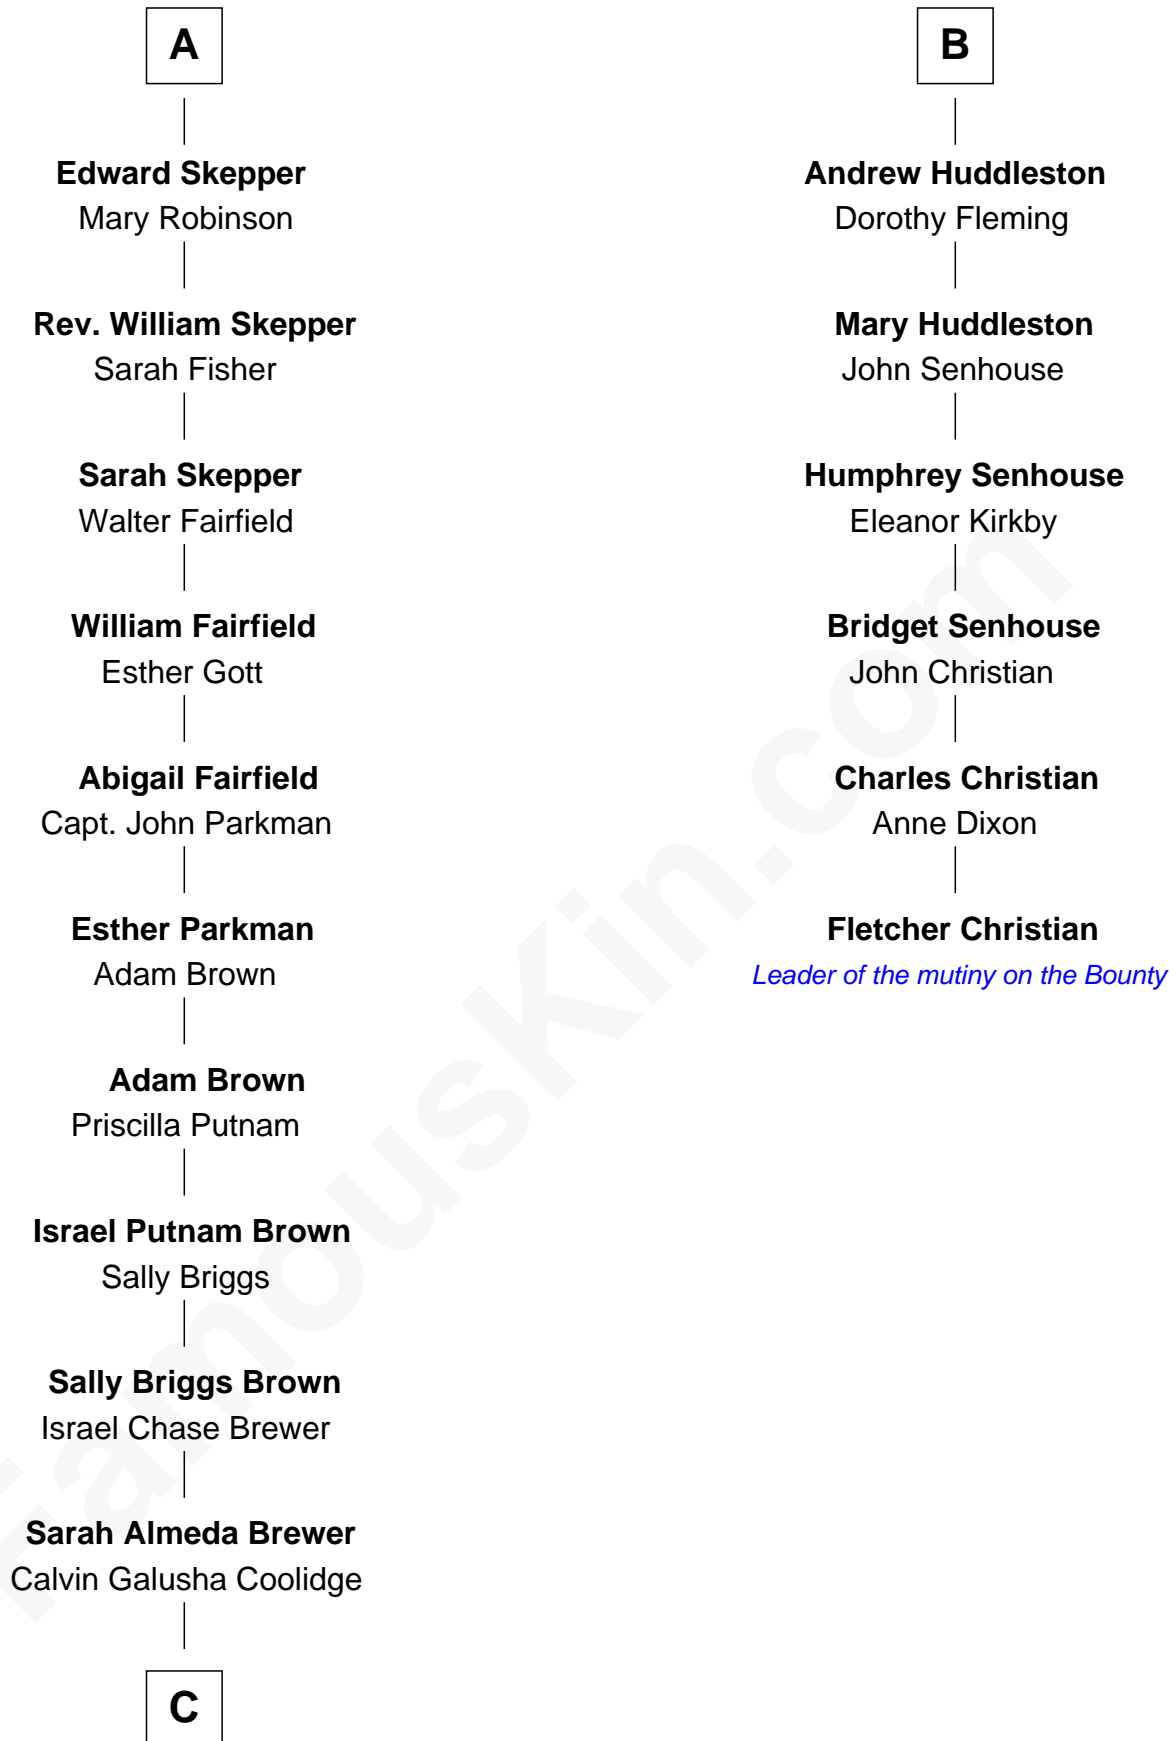 A
Edward Skepper
Mary Robinson
Rev. William Skepper
Sarah Fisher
Sarah Skepper
Walter Fairfield
William Fairfield
Esther Gott
Abigail Fairfield
Capt. John Parkman
Esther Parkman
Adam Brown
Adam Brown
Priscilla Putnam
Israel Putnam Brown
Sally Briggs
Sally Briggs Brown
Israel Chase Brewer
Sarah Almeda Brewer
Calvin Galusha Coolidge
C
B
Andrew Huddleston
Dorothy Fleming
Mary Huddleston
John Senhouse
Humphrey Senhouse
Eleanor Kirkby
Bridget Senhouse
John Christian
Charles Christian
Anne Dixon
Fletcher Christian
Leader of the mutiny on the Bounty
FamousKin.com